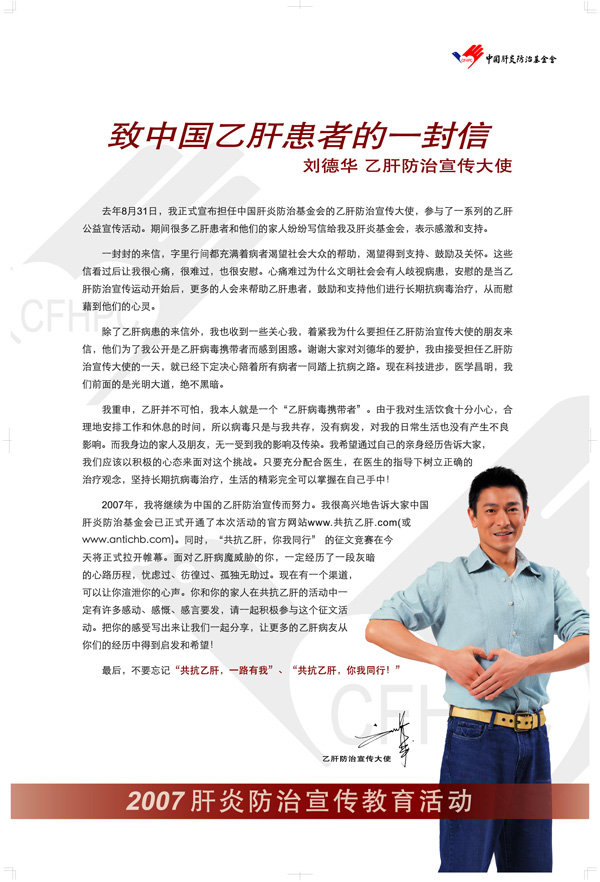 CFHPC 中国肝炎防治基金会
致中国乙肝患者的一封信
刘德华 乙肝防治宣传大使
去年8月31日，我正式宣布担任中国肝炎防治基金会的乙肝防治宣传大使，参与了一系列的乙肝
公益宣传活动。期间很多乙肝患者和他们的家人纷纷写信给我及肝炎基金会，表示感激和支持。
一封封的来信，字里行间都充满着病者渴望社会大众的帮助，渴望得到支持、鼓励及关怀。这些
信看过后让我很心痛，很难过，也很安慰。心痛难过为什么文明社会会有人歧视病患，安慰的是当乙
肝防治宣传运动开始后，更多的人会来帮助乙肝患者，鼓励和支持他们进行长期抗病毒治疗，从而慰
藉到他们的心灵。
除了乙肝病患的来信外，我也收到一些关心我，着紧我为什么要担任乙肝防治宣传大使的朋友来
信，他们为了我公开是乙肝病毒携带者而感到困惑。谢谢大家对刘德华的爱护，我由接受担任乙肝防
治宣传大使的一天，就已经下定决心陪着所有病者一同踏上抗病之路。现在科技进步，医学昌明，我
们前面的是光明大道，绝不黑暗。
我重申，乙肝并不可怕，我本人就是一个“乙肝病毒携带者”。由于我对生活饮食十分小心，合
理地安排工作和休息的时间，所以病毒只是与我共存，没有病发，对我的日常生活也没有产生不良
影响。而我身边的家人及朋友，无一受到我的影响及传染。我希望通过自己的亲身经历告诉大家，
我们应该以积极的心态来面对这个挑战。只要充分配合医生，在医生的指导下树立正确的
治疗观念，坚持长期抗病毒治疗，生活的精彩完全可以掌握在自己手中！
2007年，我将继续为中国的乙肝防治宣传而努力。我很高兴地告诉大家中国
肝炎防治基金会已正式开通了本次活动的官方网站www.共抗乙肝.com(或
www.antichb.com)。同时，“共抗乙肝，你我同行” 的征文竞赛在今
天将正式拉开帷幕。面对乙肝病魔威胁的你，一定经历了一段灰暗
的心路历程，忧虑过、彷徨过、孤独无助过。现在有一个渠道，
可以让你渲泄你的心声。你和你的家人在共抗乙肝的活动中一
定有许多感动、感慨、感言要发，请一起积极参与这个征文活
动。把你的感受写出来让我们一起分享，让更多的乙肝病友从
你们的经历中得到启发和希望！
最后，不要忘记“共抗乙肝，一路有我”、“共抗乙肝，你我同行！”
乙肝防治宣传大使
2007 肝炎防治宣传教育活动
CFHPC
CFHPC